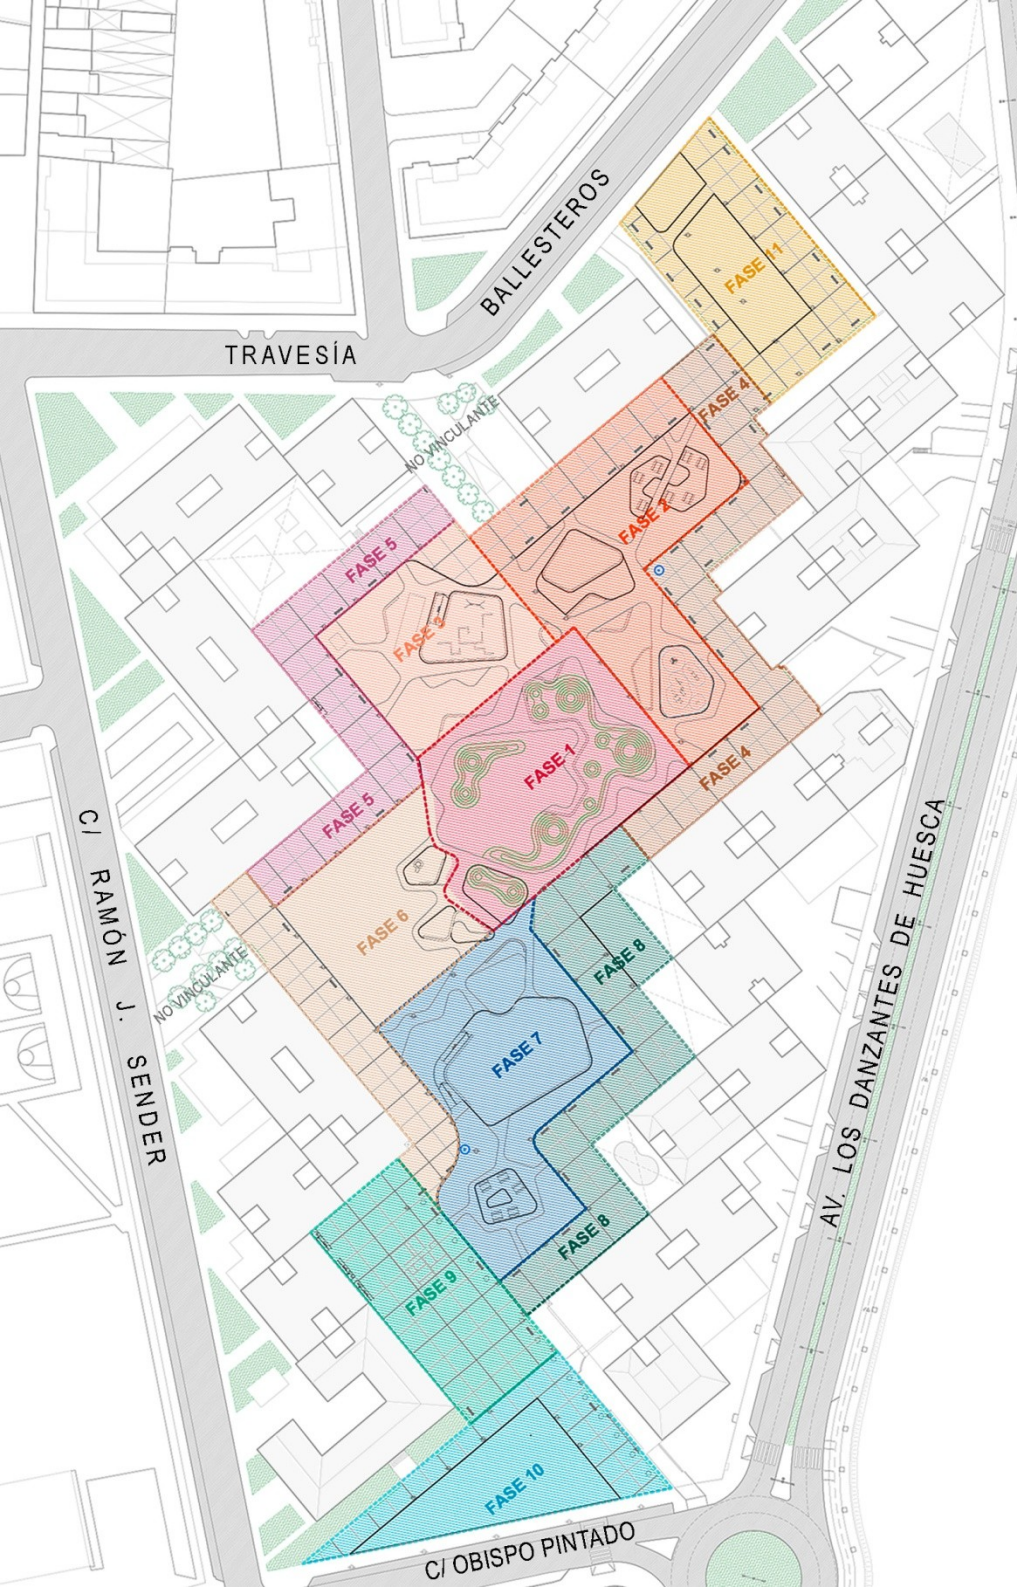 BALLESTEROS
FASE 11
TRAVESÍA
FASE 4
NO VINCULANTE
FASE 2
FASE 5
FASE 3
FASE 1
FASE 4
FASE 5
C/ RAMÓN J. SENDER
AV. LOS DANZANTES DE HUESCA
FASE 6
FASE 8
NO VINCULANTE
FASE 7
FASE 8
FASE 9
FASE 10
C/ OBISPO PINTADO